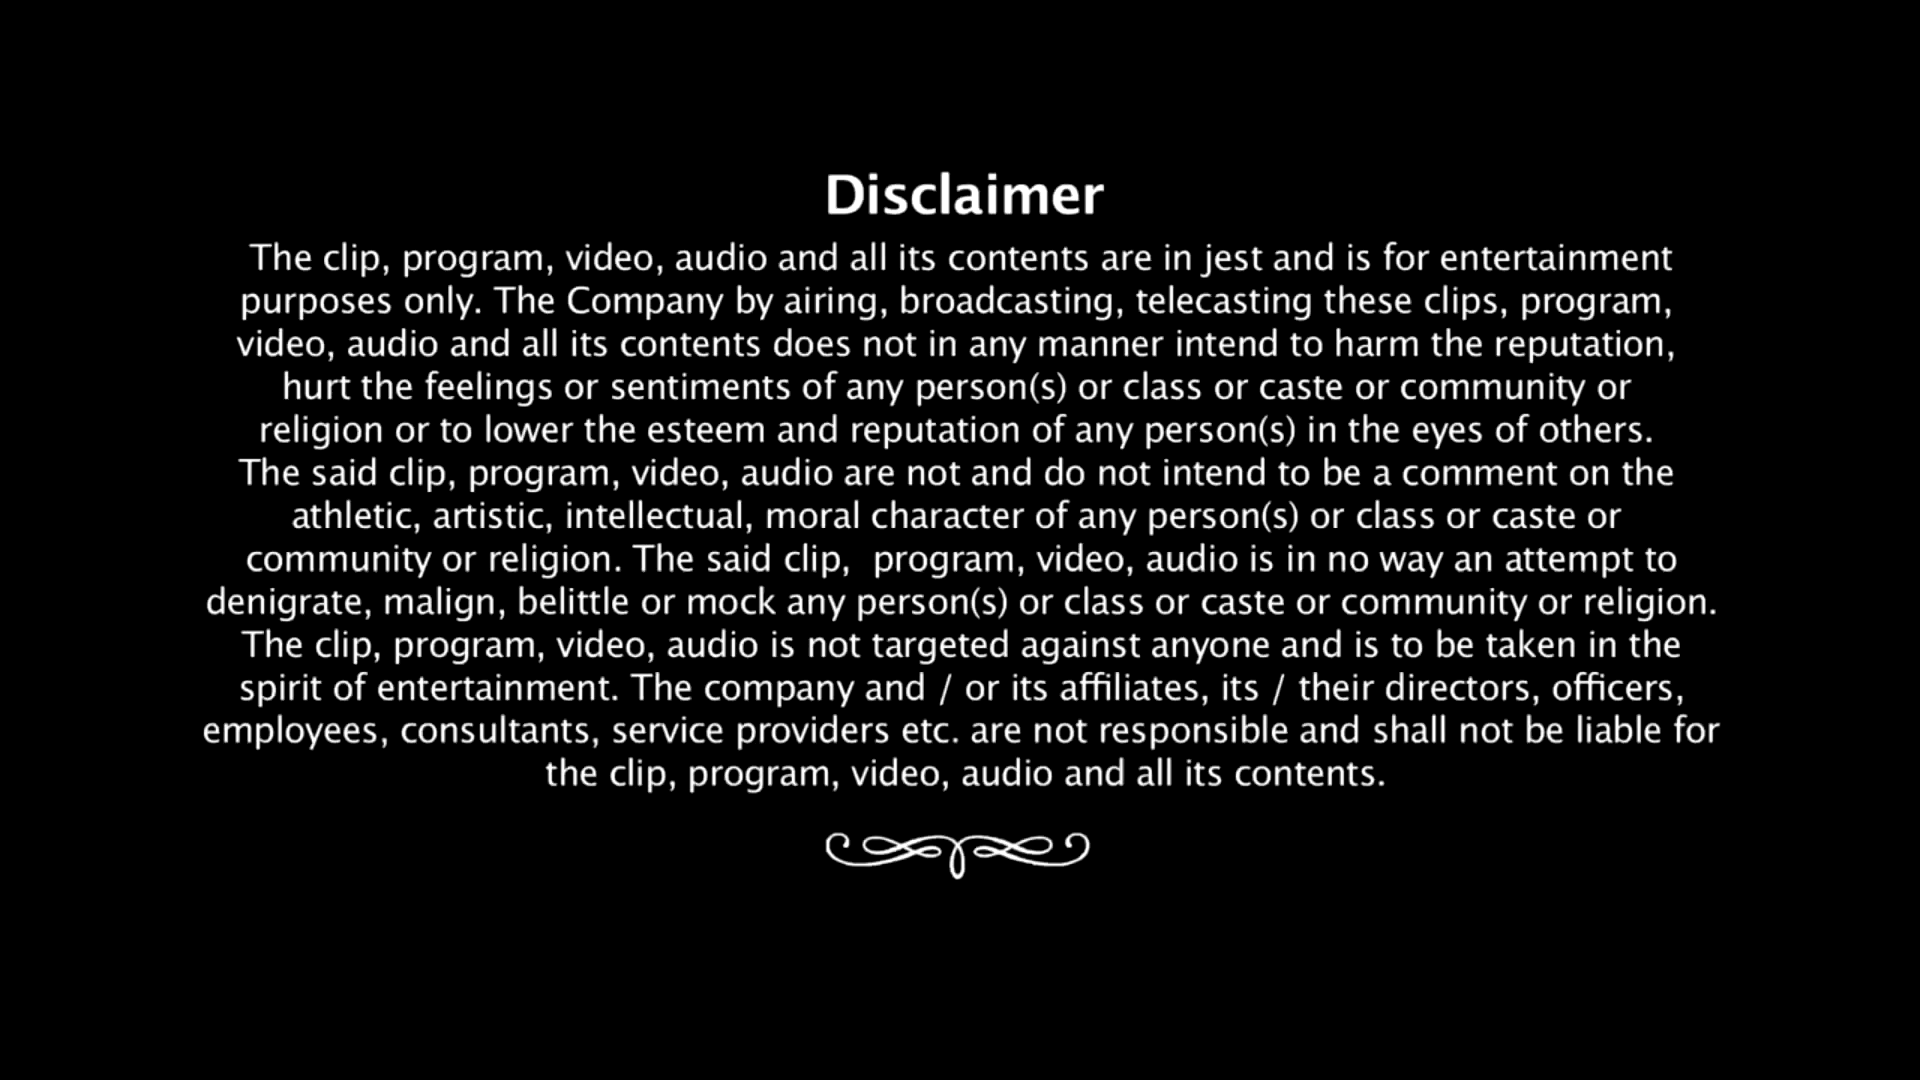 Disclaimer
The clip, program, video, audio and all its contents are in jest and is for entertainment
purposes only. The Company by airing, broadcasting, telecasting these clips, program,
video, audio and all its contents does not in any manner intend to harm the reputation,
hurt the feelings or sentiments of any person(s) or class or caste or community or
religion or to lower the esteem and reputation of any person(s) in the eyes of others.
The said clip, program, video, audio are not and do not intend to be a comment on the
athletic, artistic, intellectual, moral character of any person(s) or class or caste or
community or religion. The said clip,  program, video, audio is in no way an attempt to
denigrate, malign, belittle or mock any person(s) or class or caste or community or religion.
The clip, program, video, audio is not targeted against anyone and is to be taken in the
spirit of entertainment. The company and / or its affiliates, its / their directors, officers,
employees, consultants, service providers etc. are not responsible and shall not be liable for
the clip, program, video, audio and all its contents.